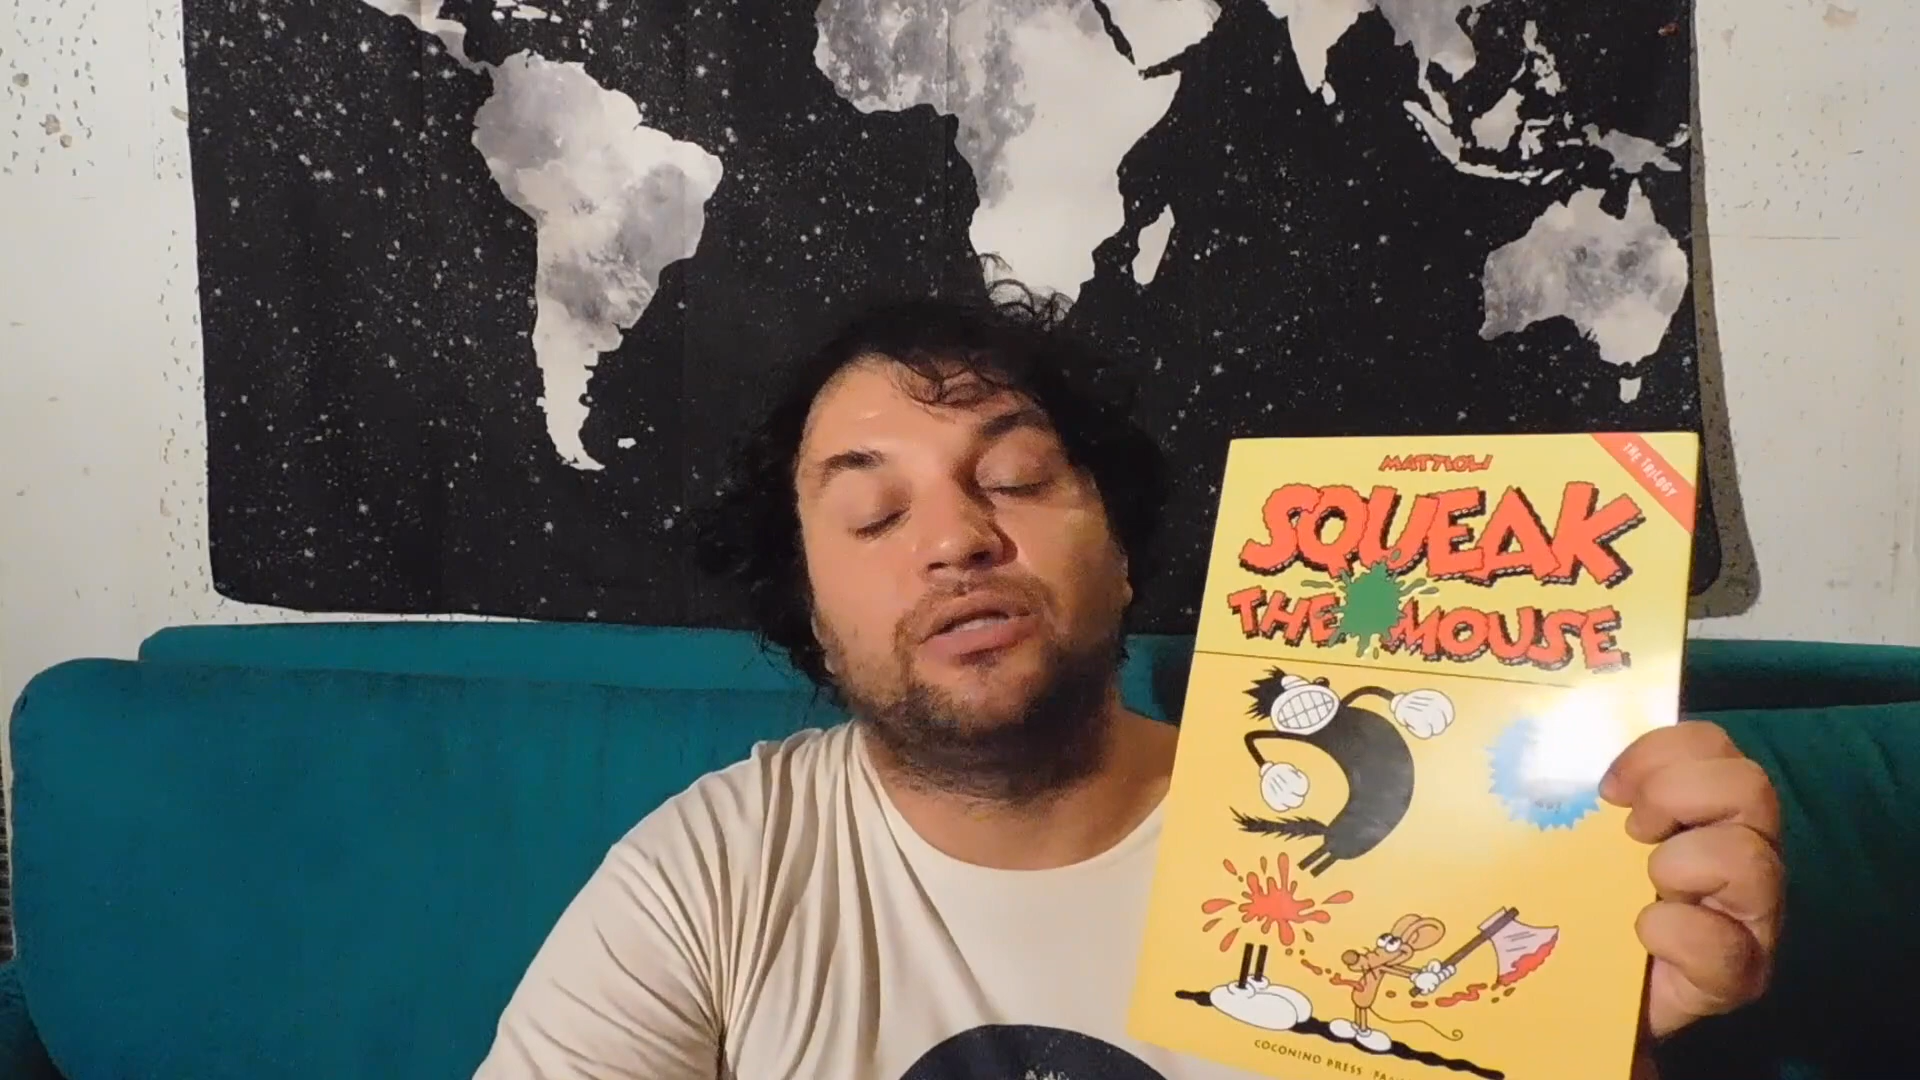 MATTIOLI
THE TRILOGY
SQUEAK
THE MOUSE
COCONINO PRESS